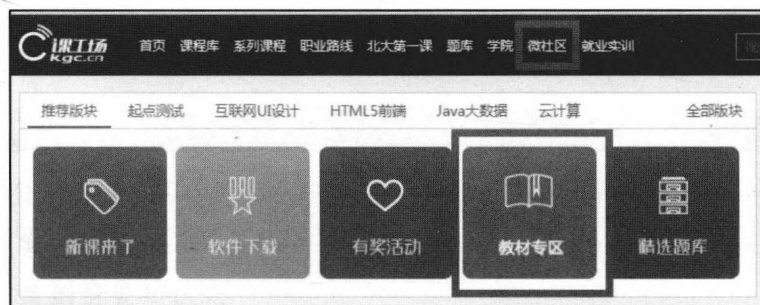 课工场 首页 课程库 系列课程 职业路线 北大第一课 题库 学院 微社区 就业实训
kgc.cn
推荐版块 起点测试 互联网UI设计 HTML5前端 Java大数据 云计算 全部版块
新课来了 软件下载 有奖活动 教材专区 精选题库